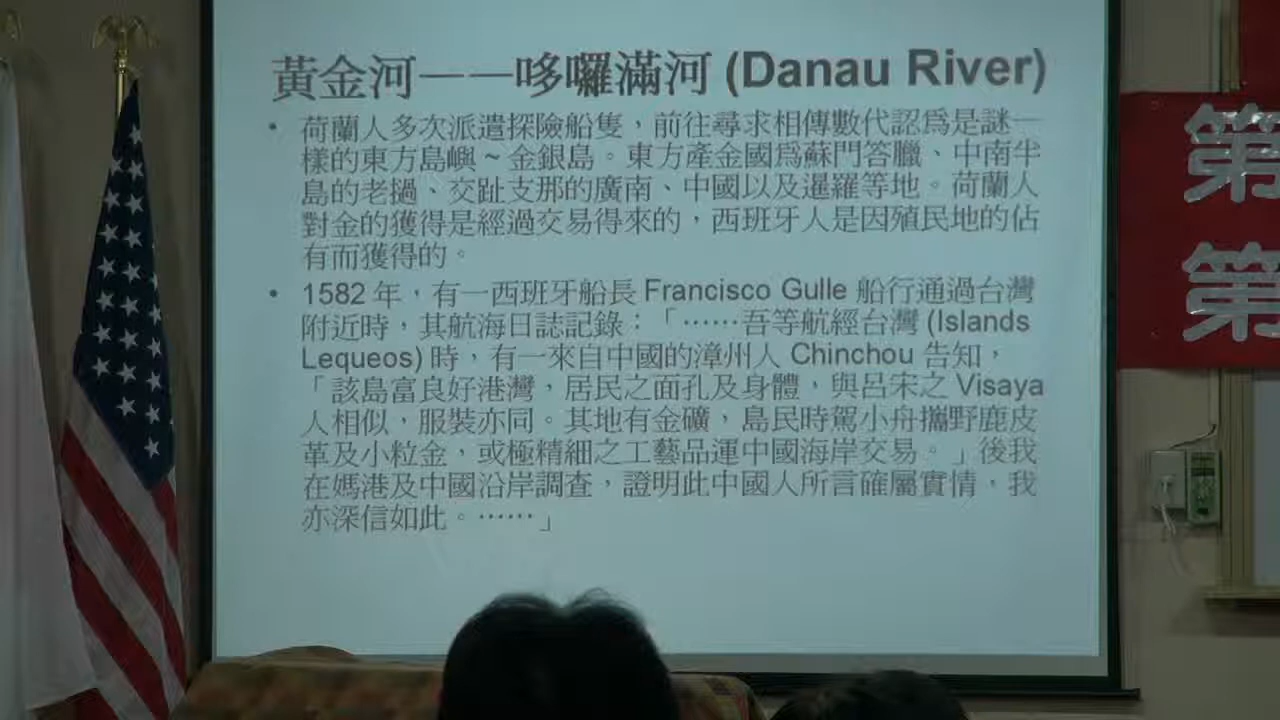 黃金河——哆囉滿河 (Danau River)
• 荷蘭人多次派遣探險船隻，前往尋求相傳數代認為是謎一
樣的東方島嶼~金銀島。東方產金國為蘇門答臘、中南半
島的老撾、交趾支那的廣南、中國以及暹羅等地。荷蘭人
對金的獲得是經過交易得來的，西班牙人是因殖民地的佔
有而獲得的。
• 1582 年，有一西班牙船長 Francisco Gulle 船行通過台灣
附近時，其航海日誌記錄：「⋯⋯吾等航經台灣 (Islands
Lequeos) 時，有一來自中國的漳州人 Chinchou 告知，
「該島富良好港灣，居民之面孔及身體，與呂宋之 Visaya
人相似，服裝亦同。其地有金礦，島民時駕小舟攜野鹿皮
革及小粒金，或極精細之工藝品運中國海岸交易。」後我
在媽港及中國沿岸調查，證明此中國人所言確屬實情，我
亦深信如此。⋯⋯」
第
第